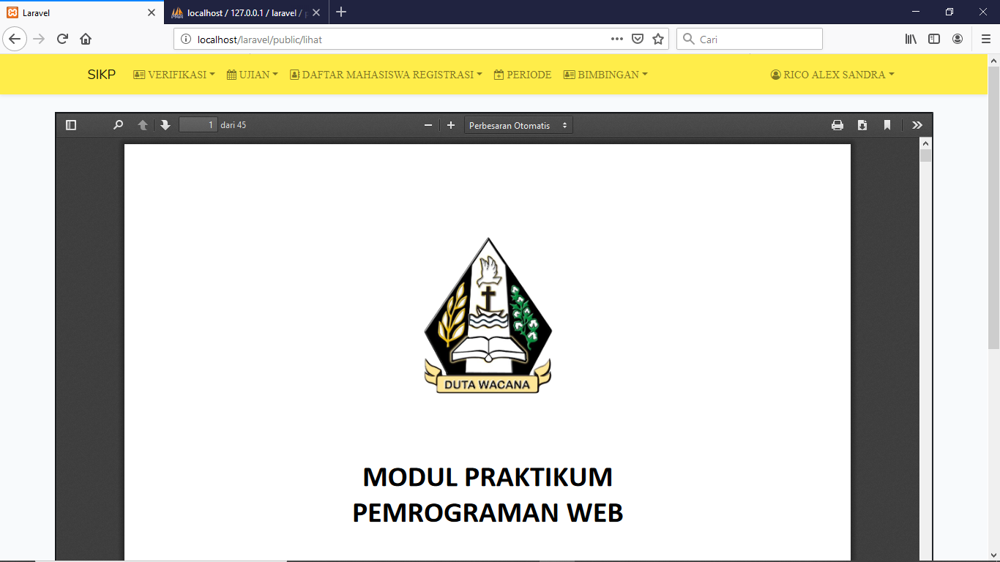 Laravel
localhost / 127.0.0.1 / laravel /
localhost/laravel/public/lihat
Cari
SIKP VERIFIKASI UJIAN DAFTAR MAHASISWA REGISTRASI PERIODE BIMBINGAN RICO ALEX SANDRA
1 dari 45 Perbesaran Otomatis
DUTA WACANA
MODUL PRAKTIKUM
PEMROGRAMAN WEB